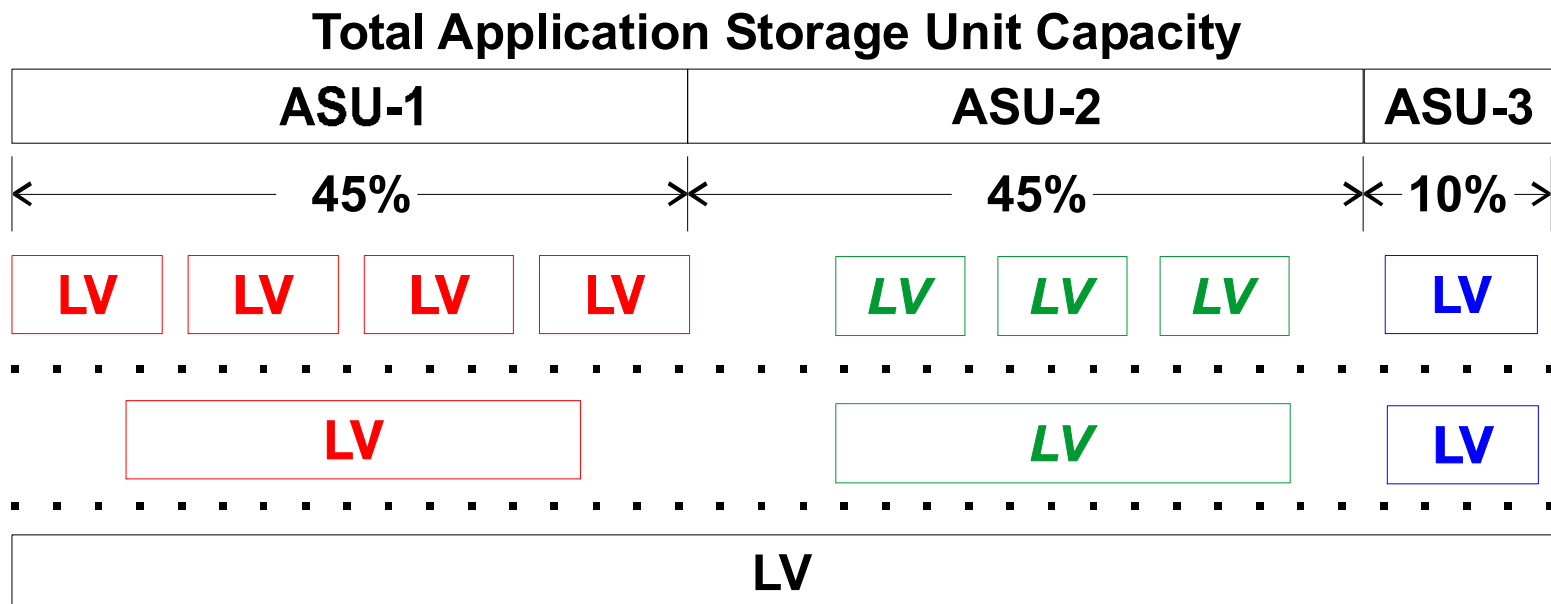 Total Application Storage Unit Capacity
ASU-1 ASU-2 ASU-3
45% 45% 10%
LV LV LV LV LV LV LV LV
LV LV LV
LV